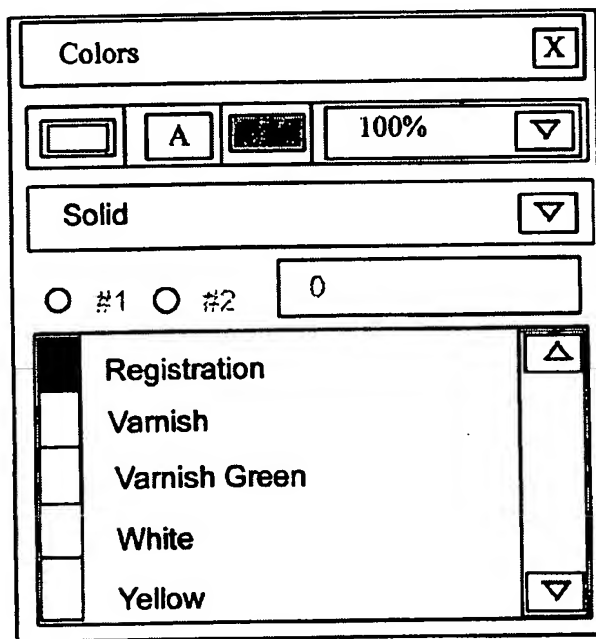 Colors X
A 100%
Solid
#1 #2 0
Registration
Varnish
Varnish Green
White
Yellow